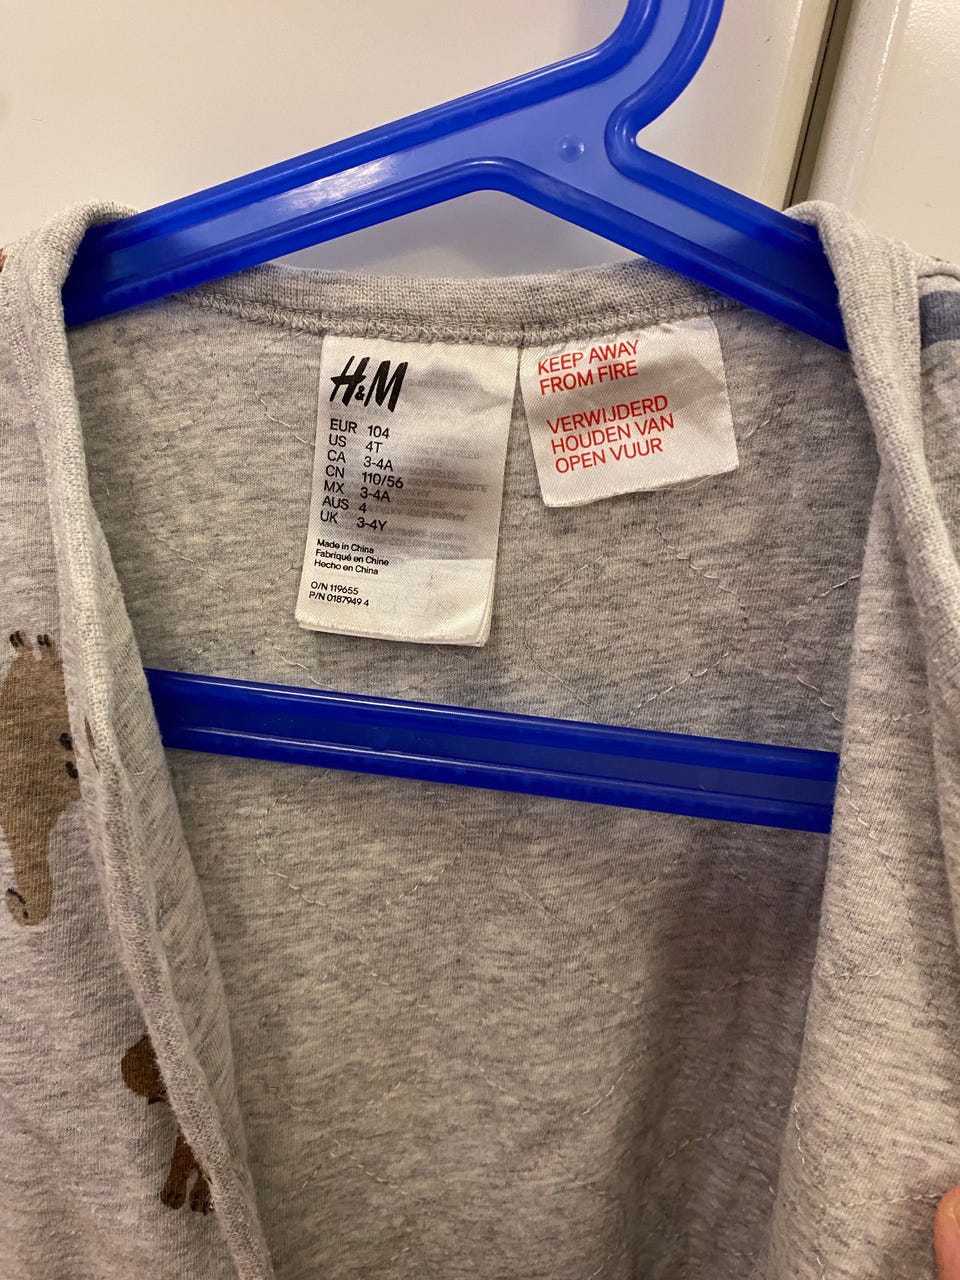 H&M
EUR 104
US 4T
CA 3-4A
CN 110/56
MX 3-4A
AUS 4
UK 3-4Y
Made in China
Fabriqué en Chine
Hecho en China
O/N 119655
P/N 0187949 4
KEEP AWAY
FROM FIRE
VERWIJDERD
HOUDEN VAN
OPEN VUUR